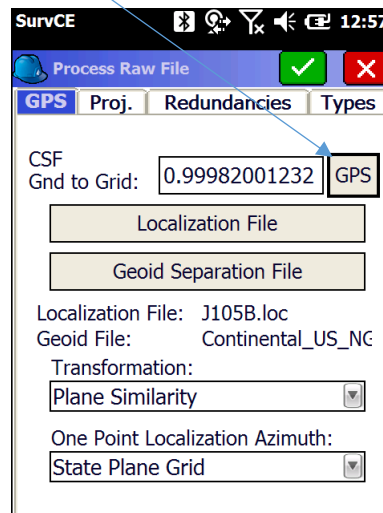 SurvCE 12:57
Process Raw File
GPS Proj. Redundancies Types
CSF
Gnd to Grid: 0.99982001232 GPS
Localization File
Geoid Separation File
Localization File: J105B.loc
Geoid File: Continental_US_NG
Transformation:
Plane Similarity
One Point Localization Azimuth:
State Plane Grid